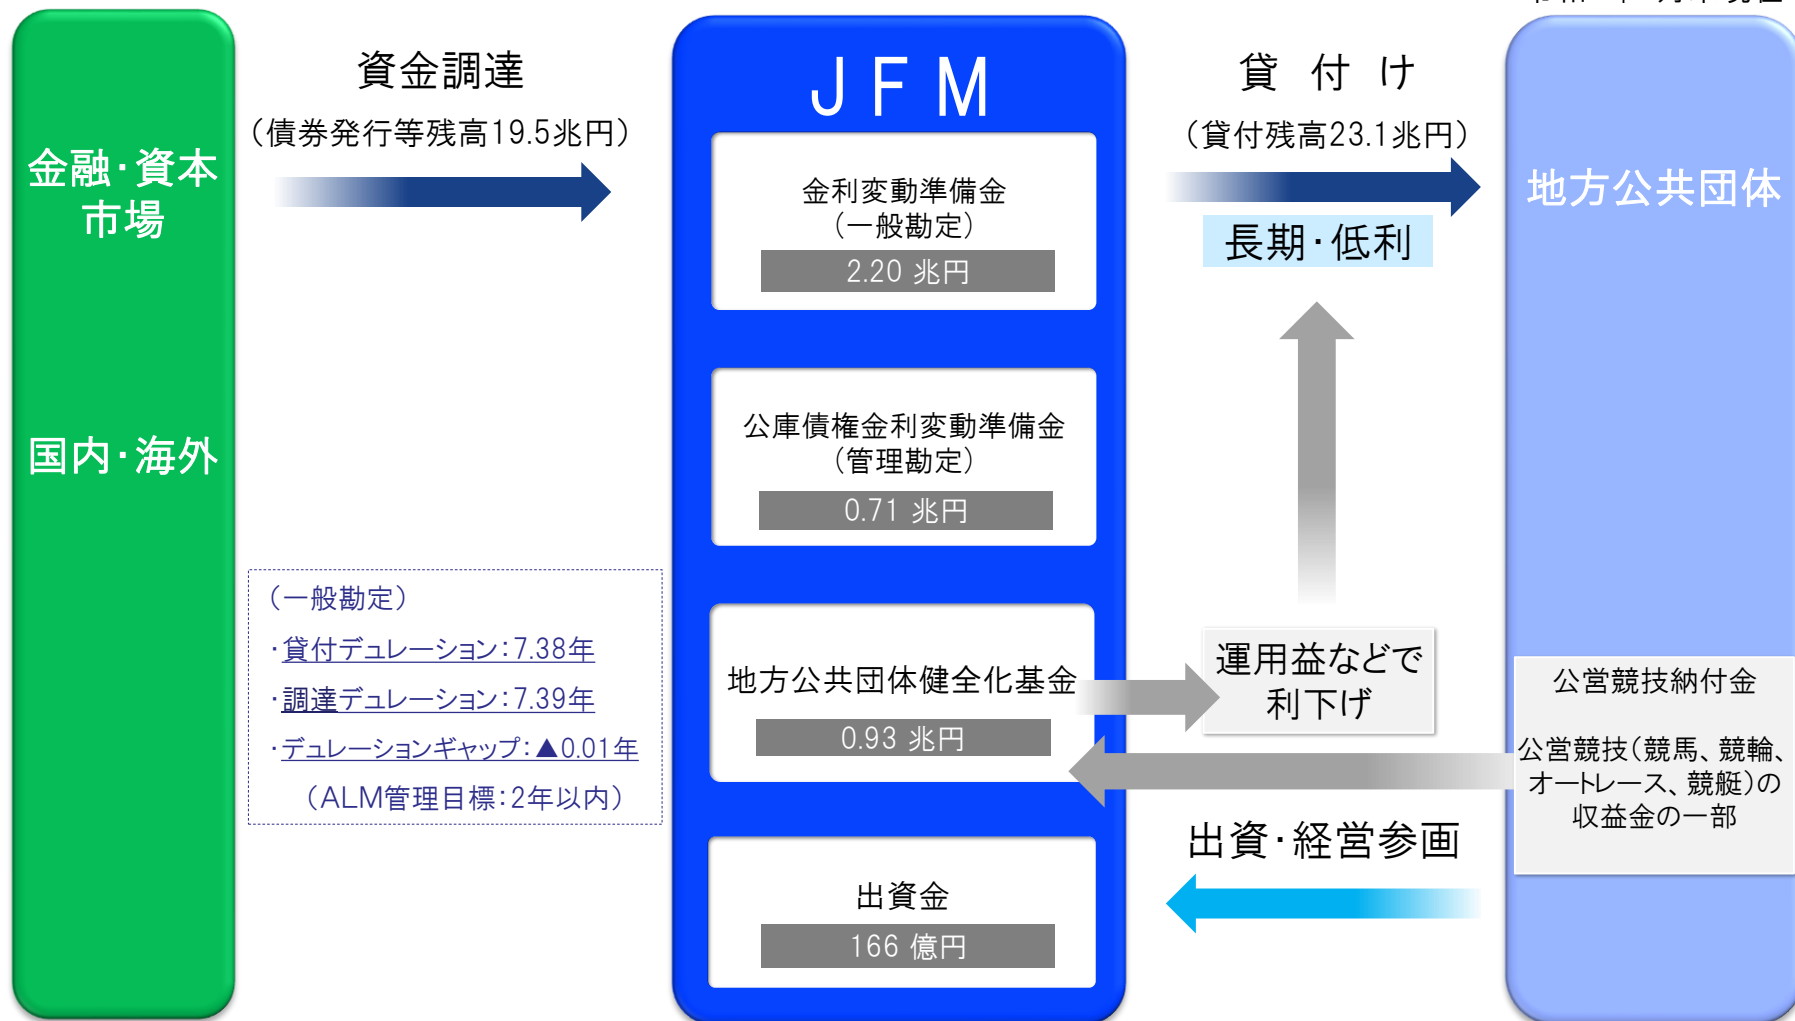 金融・資本
市場
国内・海外
資金調達
（債券発行等残高19.5兆円）
（一般勘定）
・貸付デュレーション：7.38年
・調達デュレーション：7.39年
・デュレーションギャップ：▲0.01年
（ALM管理目標：2年以内）
ＪＦＭ
金利変動準備金
（一般勘定）
2.20 兆円
公庫債権金利変動準備金
（管理勘定）
0.71 兆円
地方公共団体健全化基金
0.93 兆円
出資金
166 億円
貸 付 け
（貸付残高23.1兆円）
長期・低利
運用益などで
利下げ
出資・経営参画
地方公共団体
公営競技納付金
公営競技（競馬、競輪、
オートレース、競艇）の
収益金の一部